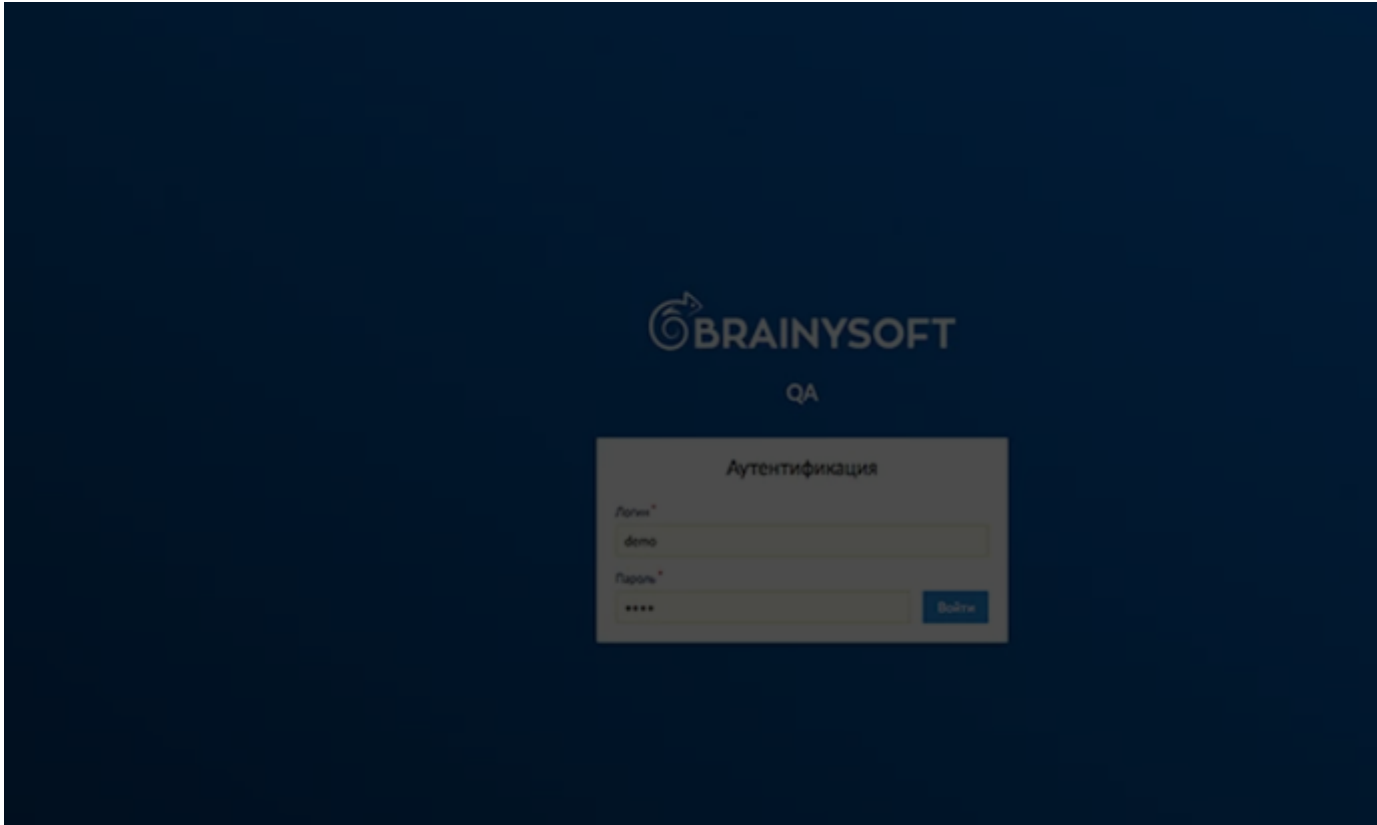 BRAINYSOFT
QA
Аутентификация
Логин *
demo
Пароль *
••••
Войти